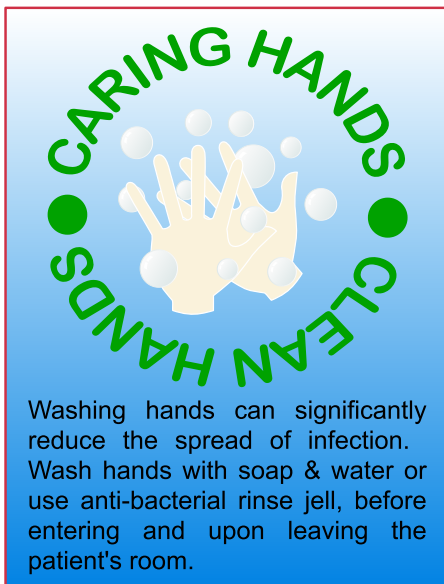 CARING HANDS
CLEAN HANDS
Washing hands can significantly
reduce the spread of infection.
Wash hands with soap & water or
use anti-bacterial rinse jell, before
entering and upon leaving the
patient's room.